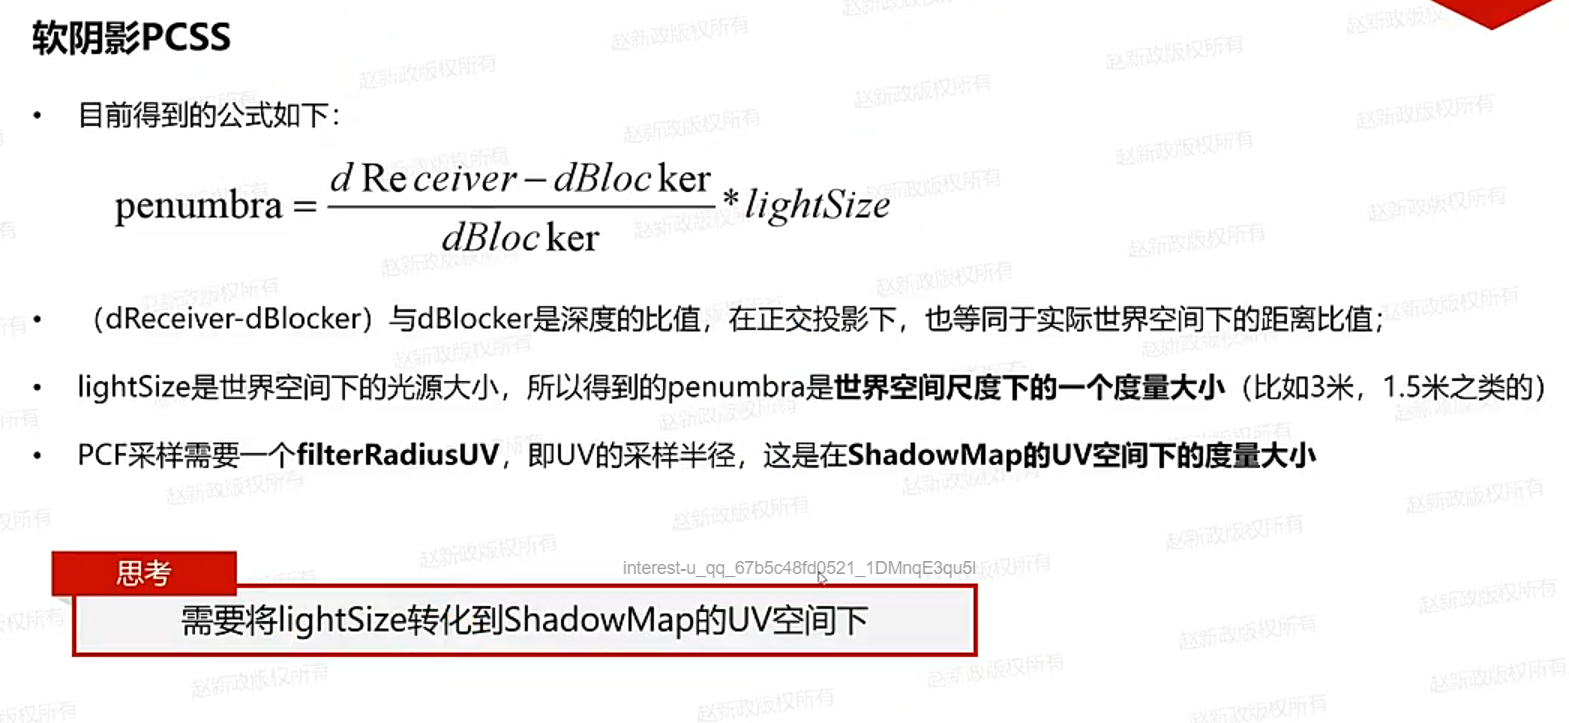 软阴影PCSS
• 目前得到的公式如下：
penumbra = \frac{dReceiver - dBlocker}{dBlocker} * lightSize
• （dReceiver-dBlocker）与dBlocker是深度的比值，在正交投影下，也等同于实际世界空间下的距离比值；
• lightSize是世界空间下的光源大小，所以得到的penumbra是世界空间尺度下的一个度量大小（比如3米，1.5米之类的）
• PCF采样需要一个filterRadiusUV，即UV的采样半径，这是在ShadowMap的UV空间下的度量大小
interest-u_qq_67b5c48fd0521_1DMnqE3qu5I
思考
需要将lightSize转化到ShadowMap的UV空间下
赵新政版权所有